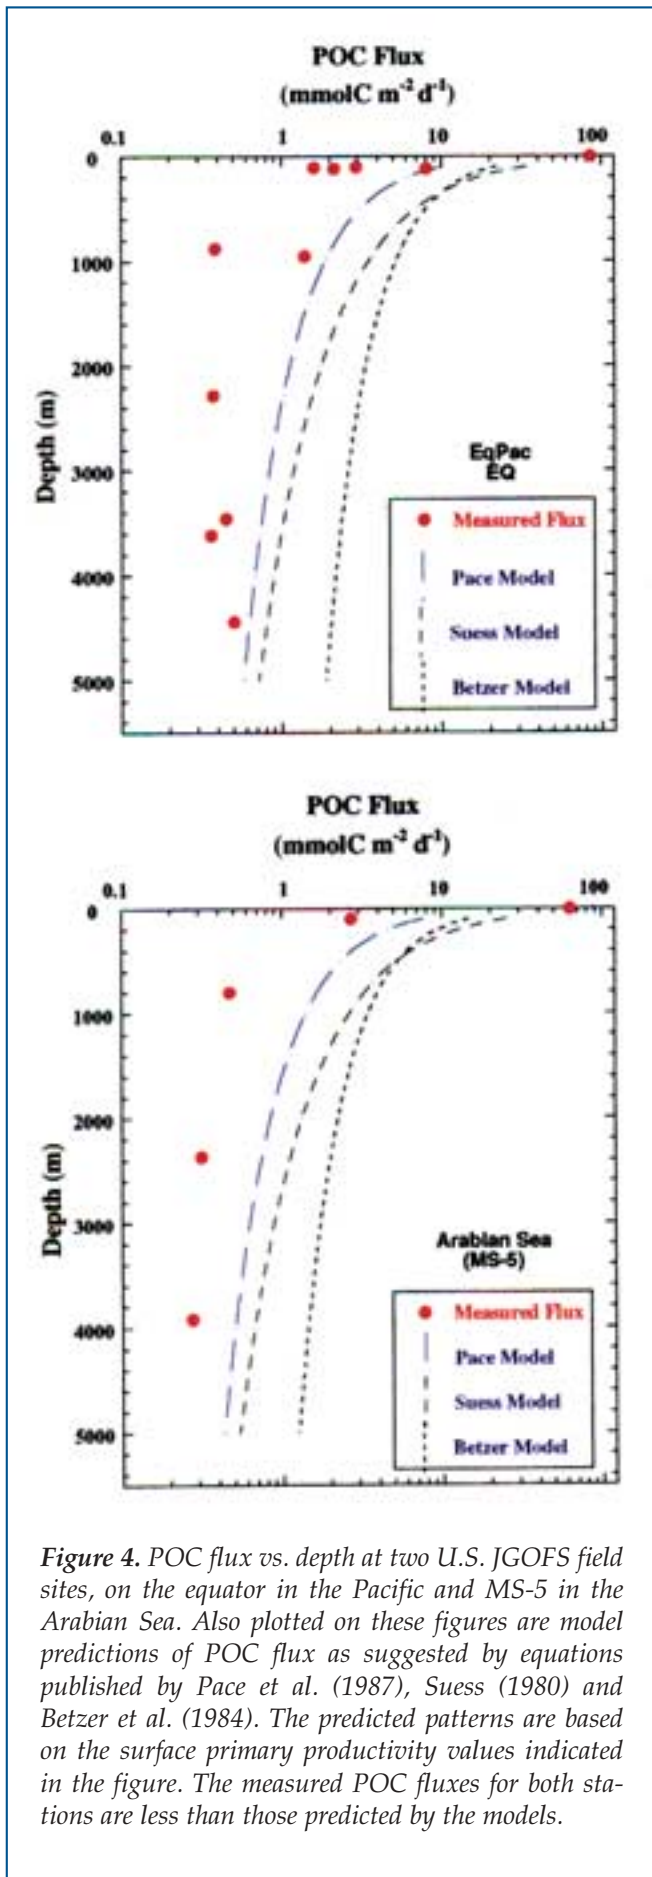 POC Flux
(mmolC m⁻² d⁻¹)
0.1 1 10 100
0
1000
2000
3000
4000
5000
Depth (m)
EqPac
EQ
Measured Flux
Pace Model
Suess Model
Betzer Model
POC Flux
(mmolC m⁻² d⁻¹)
0.1 1 10 100
0
1000
2000
3000
4000
5000
Depth (m)
Arabian Sea
(MS-5)
Measured Flux
Pace Model
Suess Model
Betzer Model
Figure 4. POC flux vs. depth at two U.S. JGOFS field
sites, on the equator in the Pacific and MS-5 in the
Arabian Sea. Also plotted on these figures are model
predictions of POC flux as suggested by equations
published by Pace et al. (1987), Suess (1980) and
Betzer et al. (1984). The predicted patterns are based
on the surface primary productivity values indicated
in the figure. The measured POC fluxes for both sta-
tions are less than those predicted by the models.